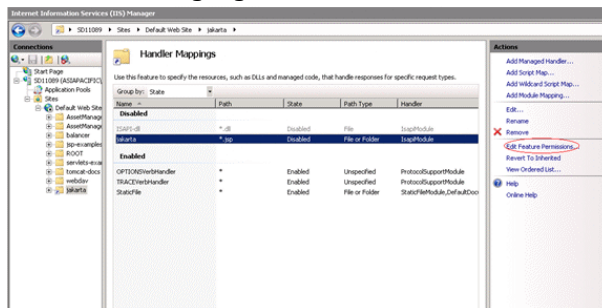 Internet Information Services (IIS) Manager
SD11089 ▸ Sites ▸ Default Web Site ▸ jakarta ▸
Connections
Start Page
SD11089 (ASIAPACIFIC\
Application Pools
Sites
Default Web Site
AssetManag
AssetManag
balancer
jsp-examples
ROOT
servlets-exa
tomcat-docs
webdav
jakarta
Handler Mappings
Use this feature to specify the resources, such as DLLs and managed code, that handle responses for specific request types.
Group by: State
Name Path State Path Type Handler
Disabled
ISAPI-dll *.dll Disabled File IsapiModule
jakarta *.jsp Disabled File or Folder IsapiModule
Enabled
OPTIONSVerbHandler * Enabled Unspecified ProtocolSupportModule
TRACEVerbHandler * Enabled Unspecified ProtocolSupportModule
StaticFile * Enabled File or Folder StaticFileModule,DefaultDoc
Actions
Add Managed Handler...
Add Script Map...
Add Wildcard Script Map...
Add Module Mapping...
Edit...
Rename
Remove
Edit Feature Permissions...
Revert To Inherited
View Ordered List...
Help
Online Help